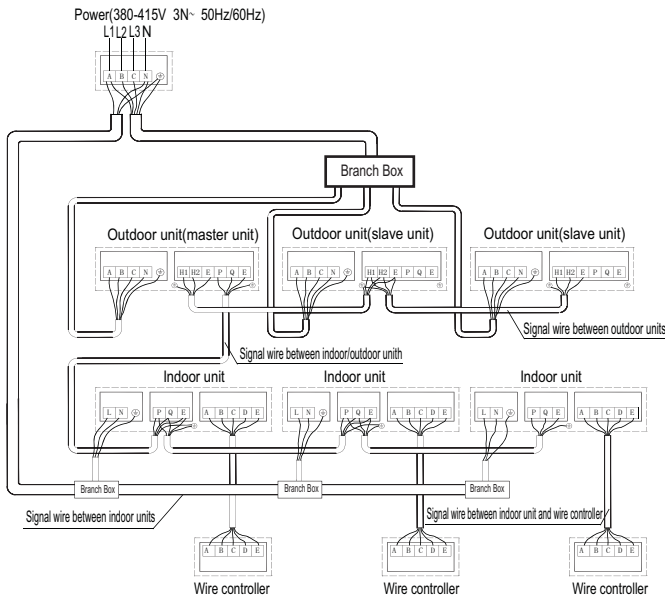 Power(380-415V 3N~ 50Hz/60Hz)
L1 L2 L3 N
A B C N
Branch Box
Outdoor unit(master unit) Outdoor unit(slave unit) Outdoor unit(slave unit)
A B C N H1 H2 E P Q E A B C N H1 H2 E P Q E A B C N H1 H2 E P Q E
Signal wire between outdoor units
Signal wire between indoor/outdoor unith
Indoor unit Indoor unit Indoor unit
L N P Q E A B C D E L N P Q E A B C D E L N P Q E A B C D E
Branch Box Branch Box Branch Box
Signal wire between indoor units Signal wire between indoor unit and wire controller
A B C D E A B C D E A B C D E
Wire controller Wire controller Wire controller